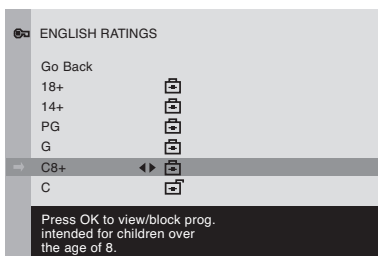 ENGLISH RATINGS
Go Back
18+
14+
PG
G
C8+
C
Press OK to view/block prog.
intended for children over
the age of 8.